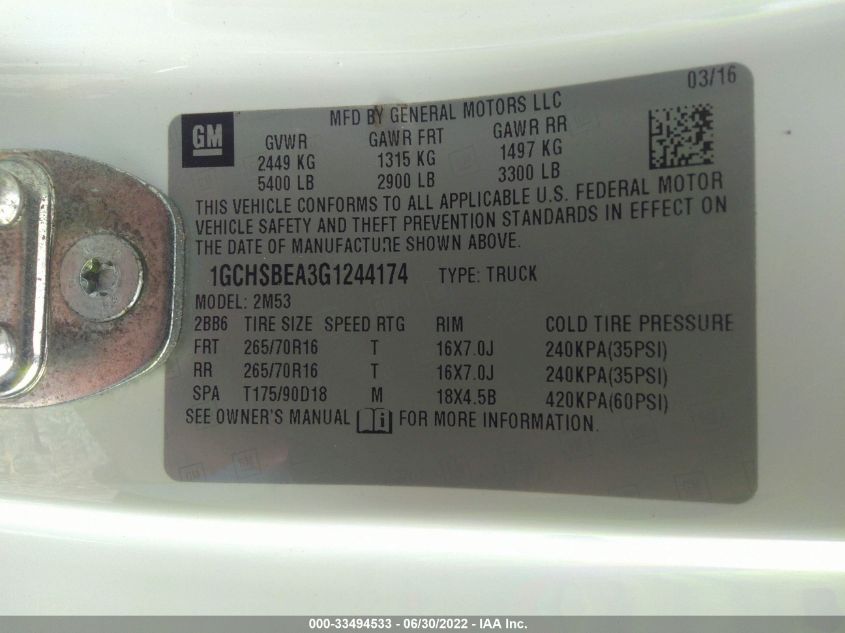 03/16
MFD BY GENERAL MOTORS LLC
GM
GVWR GAWR FRT GAWR RR
2449 KG 1315 KG 1497 KG
5400 LB 2900 LB 3300 LB
THIS VEHICLE CONFORMS TO ALL APPLICABLE U.S. FEDERAL MOTOR
VEHICLE SAFETY AND THEFT PREVENTION STANDARDS IN EFFECT ON
THE DATE OF MANUFACTURE SHOWN ABOVE.
1GCHSBEA3G1244174 TYPE: TRUCK
MODEL: 2M53
2BB6 TIRE SIZE SPEED RTG RIM COLD TIRE PRESSURE
FRT 265/70R16 T 16X7.0J 240KPA(35PSI)
RR 265/70R16 T 16X7.0J 240KPA(35PSI)
SPA T175/90D18 M 18X4.5B 420KPA(60PSI)
SEE OWNER'S MANUAL i FOR MORE INFORMATION.
000-33494533 - 06/30/2022 - IAA Inc.